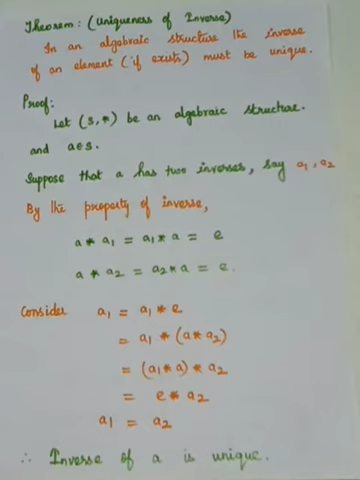 Theorem: (Uniqueness of Inverse)
In an algebraic structure the inverse
of an element (if exists) must be unique.
Proof:
Let (S, *) be an algebraic structure.
and a∈S.
Suppose that a has two inverses, say a₁, a₂
By the property of inverse,
a * a₁ = a₁ * a = e
a * a₂ = a₂ * a = e.
Consider a₁ = a₁ * e
= a₁ * (a * a₂)
= (a₁ * a) * a₂
= e * a₂
a₁ = a₂
∴ Inverse of a is unique.